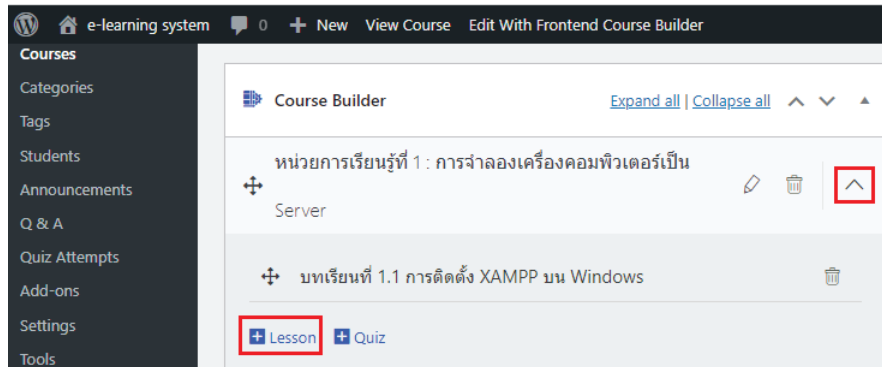 e-learning system 0 New View Course Edit With Frontend Course Builder
Courses
Categories
Tags
Students
Announcements
Q & A
Quiz Attempts
Add-ons
Settings
Tools
Course Builder
Expand all | Collapse all
หน่วยการเรียนรู้ที่ 1 : การจำลองเครื่องคอมพิวเตอร์เป็น
Server
บทเรียนที่ 1.1 การติดตั้ง XAMPP บน Windows
Lesson Quiz